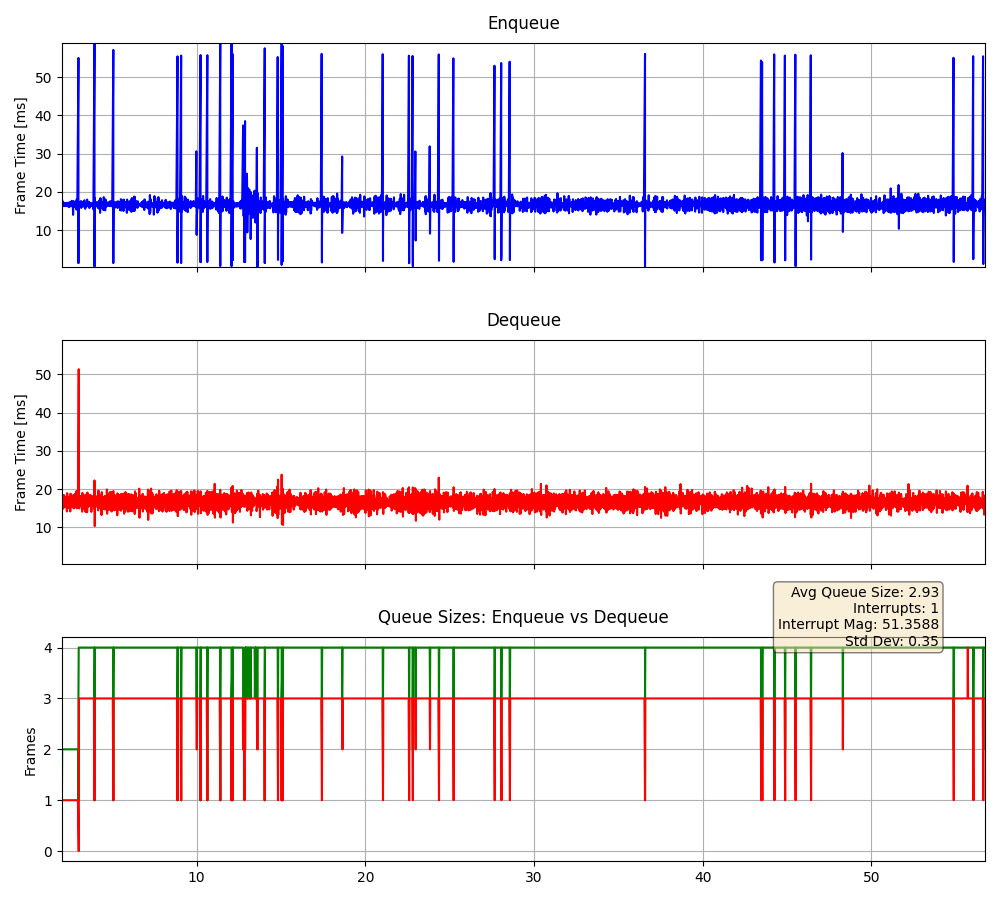 Enqueue
Frame Time [ms]
50
40
30
20
10
Dequeue
Frame Time [ms]
50
40
30
20
10
Avg Queue Size: 2.93
Interrupts: 1
Interrupt Mag: 51.3588
Std Dev: 0.35
Queue Sizes: Enqueue vs Dequeue
Frames
4
3
2
1
0
10 20 30 40 50